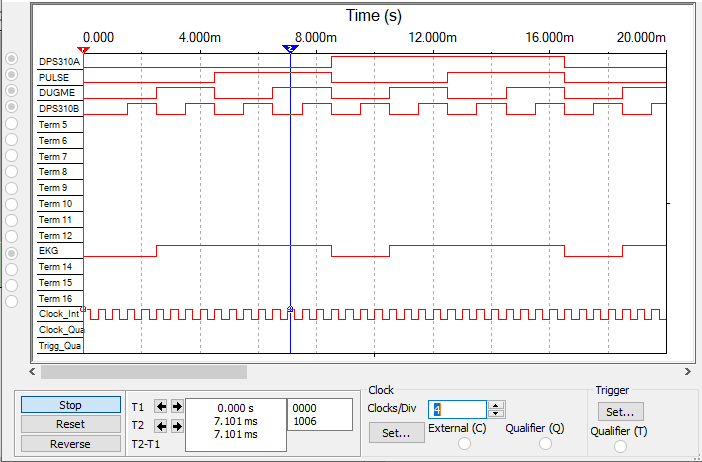 Time (s)
0.000 4.000m 8.000m 12.000m 16.000m 20.000m
2
DPS310A
PULSE
DUGME
DPS310B
Term 5
Term 6
Term 7
Term 8
Term 9
Term 10
Term 11
Term 12
EKG
Term 14
Term 15
Term 16
Clock_Int
Clock_Qua
Trigg_Qua
Stop
Reset
Reverse
T1
T2
T2-T1
0.000 s
7.101 ms
7.101 ms
0000
1006
Clock
Clocks/Div 4
Set...
External (C)
Qualifier (Q)
Trigger
Set...
Qualifier (T)